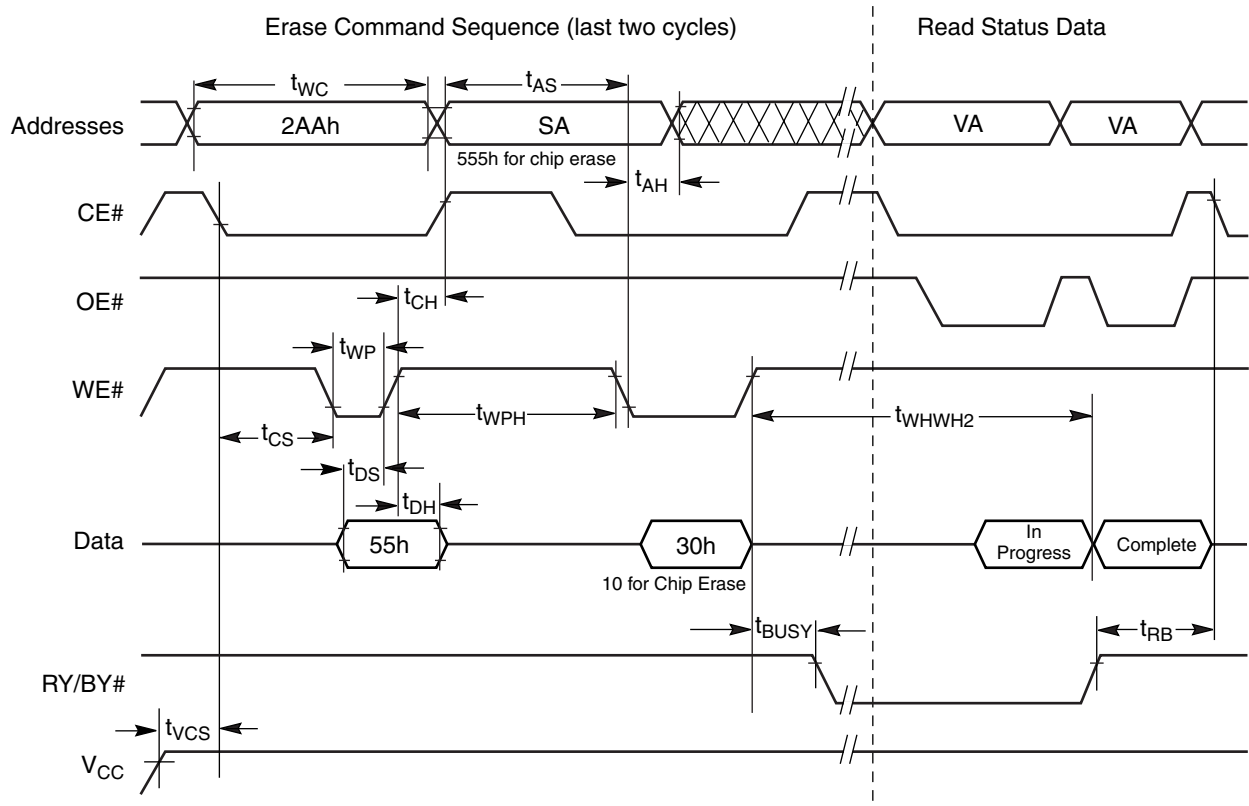 Erase Command Sequence (last two cycles)
Read Status Data
tWC
tAS
Addresses
2AAh
SA
VA
VA
555h for chip erase
tAH
CE#
OE#
tCH
tWP
WE#
tWPH
tWHWH2
tCS
tDS
tDH
Data
55h
30h
In
Progress
Complete
10 for Chip Erase
tBUSY
tRB
RY/BY#
tVCS
VCC